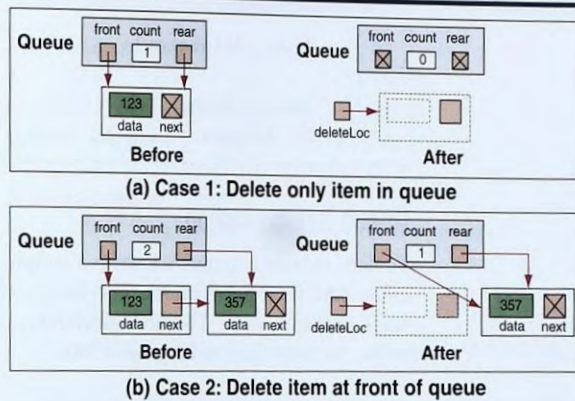 front count rear
Queue
1
123
data next
Before
front count rear
Queue
0
deleteLoc
After
(a) Case 1: Delete only item in queue
front count rear
Queue
2
123
data next
357
data next
Before
front count rear
Queue
1
deleteLoc
357
data next
After
(b) Case 2: Delete item at front of queue